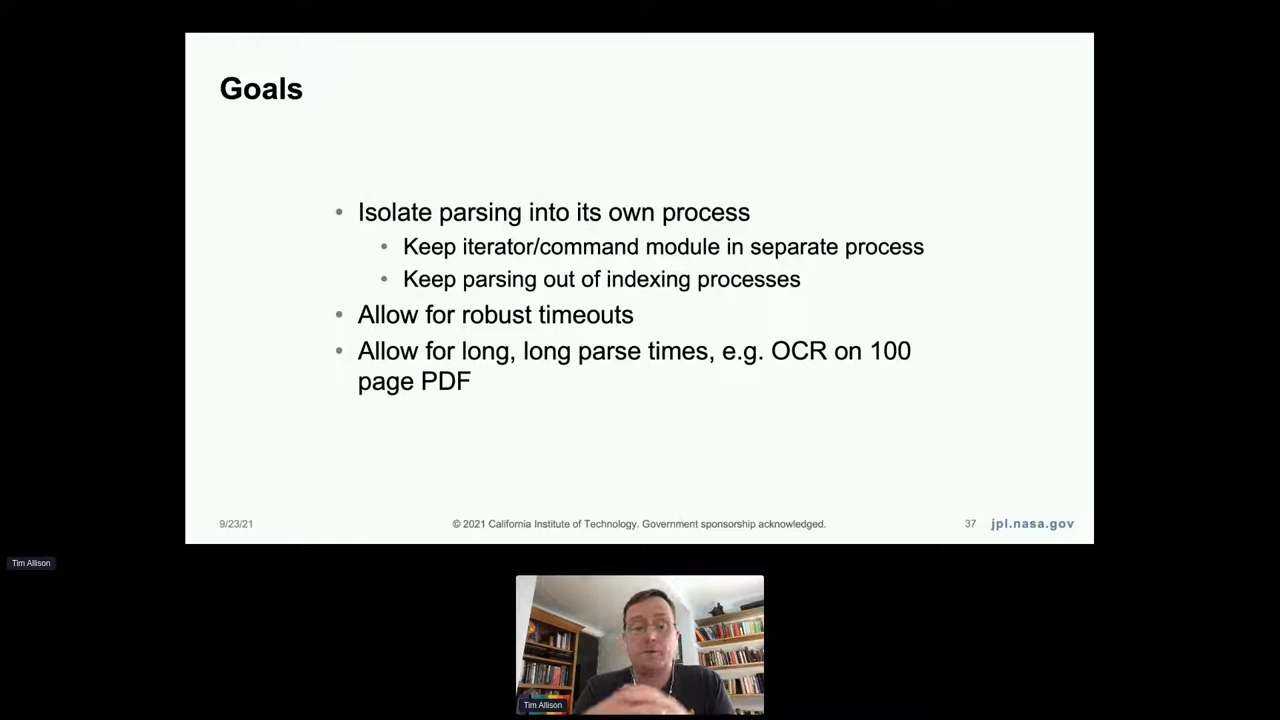 Goals
• Isolate parsing into its own process
• Keep iterator/command module in separate process
• Keep parsing out of indexing processes
• Allow for robust timeouts
• Allow for long, long parse times, e.g. OCR on 100
page PDF
9/23/21
© 2021 California Institute of Technology. Government sponsorship acknowledged.
37
jpl.nasa.gov
Tim Allison
Tim Allison